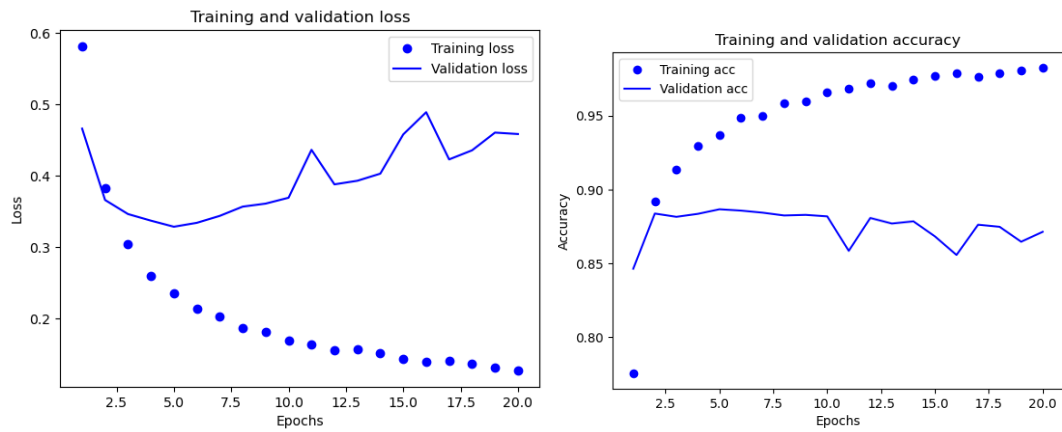 Training and validation loss
0.6
0.5
0.4
0.3
0.2
Loss
Training loss
Validation loss
2.5 5.0 7.5 10.0 12.5 15.0 17.5 20.0
Epochs
Training and validation accuracy
Training acc
Validation acc
0.95
0.90
0.85
0.80
Accuracy
2.5 5.0 7.5 10.0 12.5 15.0 17.5 20.0
Epochs